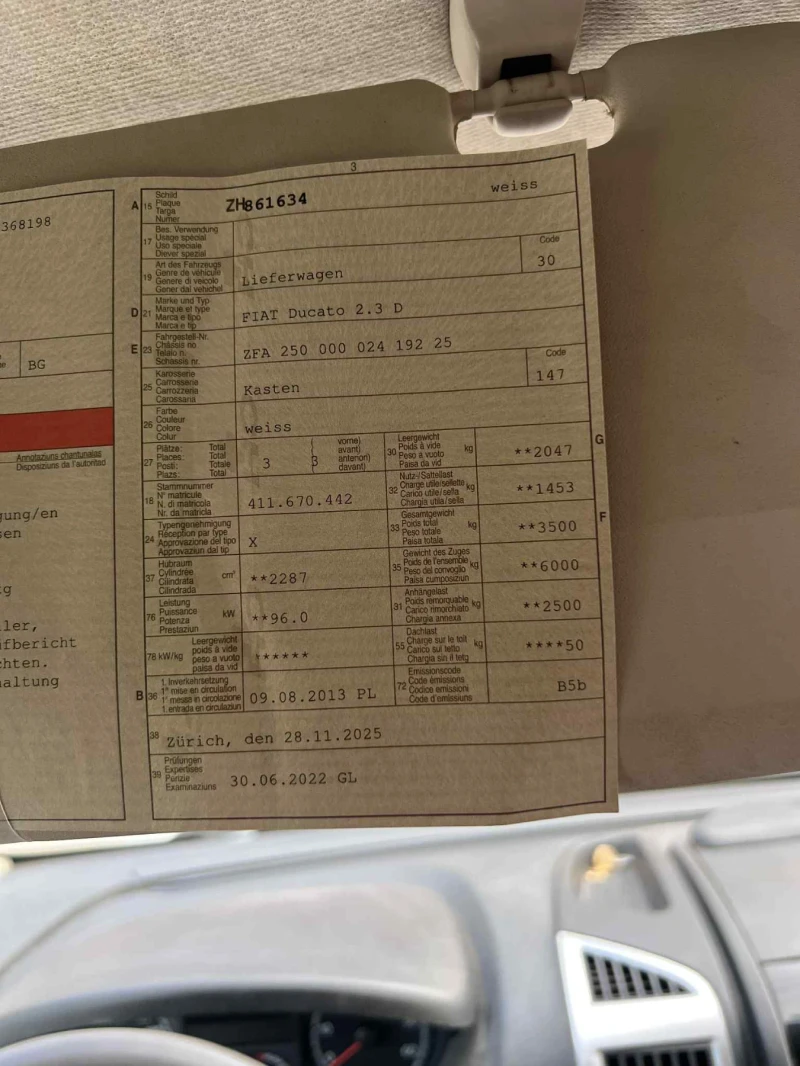 3
368198
BG
Annotaziuns chantunalas
Disposiziuns da l'autoritad
gung/en
sen
ller,
ifbericht
chten.
altung
A 15 Schild
Plaque
Targa
Numer
ZH861634 weiss
17 Bes. Verwendung
Usage spécial
Uso speciale
Diever spezial
19 Art des Fahrzeugs
Genre de véhicule
Genere di veicolo
Gener dal vehichel
Lieferwagen
Code
30
D 21 Marke und Typ
Marque et type
Marca e tipo
Marca e tip
FIAT Ducato 2.3 D
E 23 Fahrgestell-Nr.
Châssis no
Telaio n.
Schassis nr.
ZFA 250 000 024 192 25
25 Karosserie
Carrosserie
Carrozzeria
Carossaria
Kasten
Code
147
26 Farbe
Couleur
Colore
Colur
weiss
27 Plätze: Total
Places: Total
Posti: Totale
Plazs: Total
3 3
vorne)
avant)
anteriori)
davant)
G 30 Leergewicht
Poids à vide kg
Peso a vuoto
Paisa da vid
**2047
18 Stammnummer
N° matricule
N. di matricola
Nr. da matricla
411.670.442
32 Nutz-/Sattellast
Charge utile/sellette kg
Carico utile/sella
Chargia utila/sella
**1453
24 Typengenehmigung
Réception par type
Approvazione del tipo
Approvaziun dal tip
X
F 33 Gesamtgewicht
Poids total kg
Peso totale
Paisa totala
**3500
37 Hubraum
Cylindrée cm³
Cilindrata
Cilindrada
**2287
35 Gewicht des Zuges
Poids de l'ensemble kg
Peso del convoglio
Paisa cumposiziun
**6000
76 Leistung
Puissance kW
Potenza
Prestaziun
**96.0
31 Anhängelast
Poids remorquable kg
Carico rimorchiato
Chargia annexa
**2500
78 kW/kg Leergewicht
poids à vuoto
peso a vuoto
paisa da vid
******
55 Dachlast
Charge sur le toit kg
Carico sul tetto
Chargia sin il tetg
****50
B 36 1. Inverkehrsetzung
1re mise en circulation
1a messa in circolazione
1. entrada en circulaziun
09.08.2013 PL
72 Emissionscode
Code émissions
Codice emissioni
Code d'emissiuns
B5b
38 Zürich, den 28.11.2025
39 Prüfungen
Expertises
Perizie
Examinaziuns
30.06.2022 GL